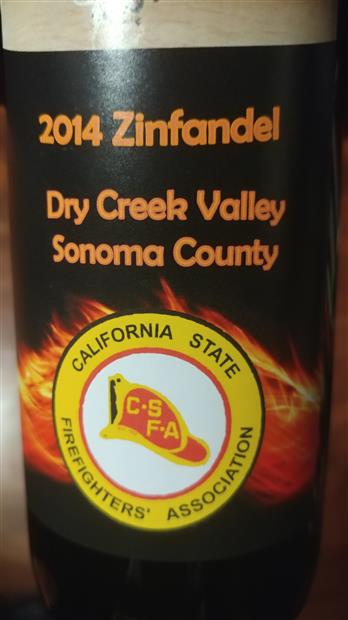 2014 Zinfandel
Dry Creek Valley
Sonoma County
CALIFORNIA STATE
C-S
F-A
FIREFIGHTERS' ASSOCIATION